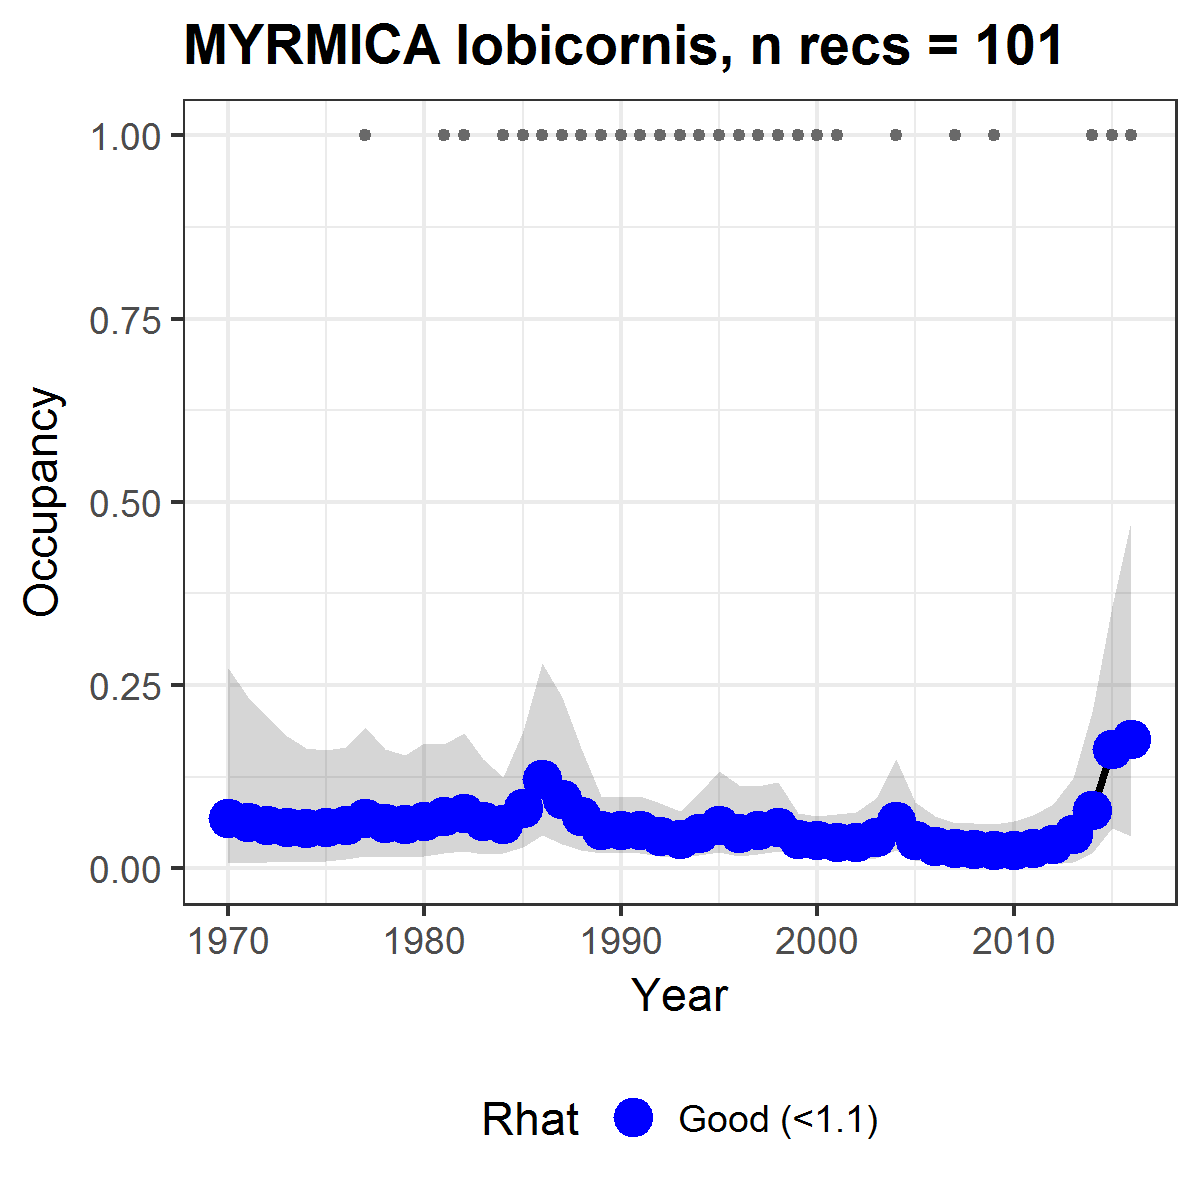 MYRMICA lobicornis, n recs = 101
1.00
0.75
0.50
0.25
0.00
Occupancy
1970 1980 1990 2000 2010
Year
Rhat Good (<1.1)